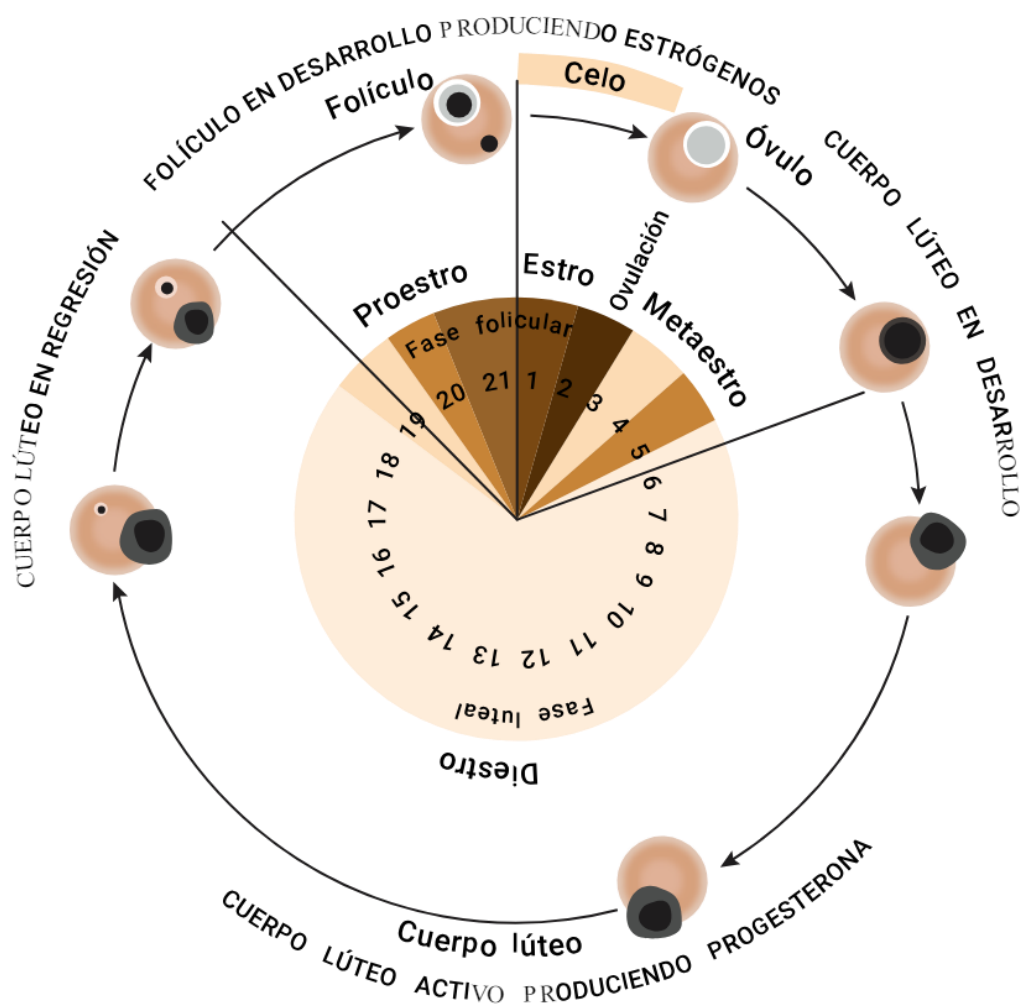 FOLÍCULO EN DESARROLLO PRODUCIENDO ESTRÓGENOS
Celo
Folículo
Óvulo
CUERPO LÚTEO EN DESARROLLO
CUERPO LÚTEO EN REGRESIÓN
Proestro
Estro
Ovulación
Metaestro
Fase folicular
1
2
3
4
5
6
7
8
9
10
11
12
13
14
15
16
17
18
19
20
21
Fase luteal
Diestro
Cuerpo lúteo
CUERPO LÚTEO ACTIVO PRODUCIENDO PROGESTERONA